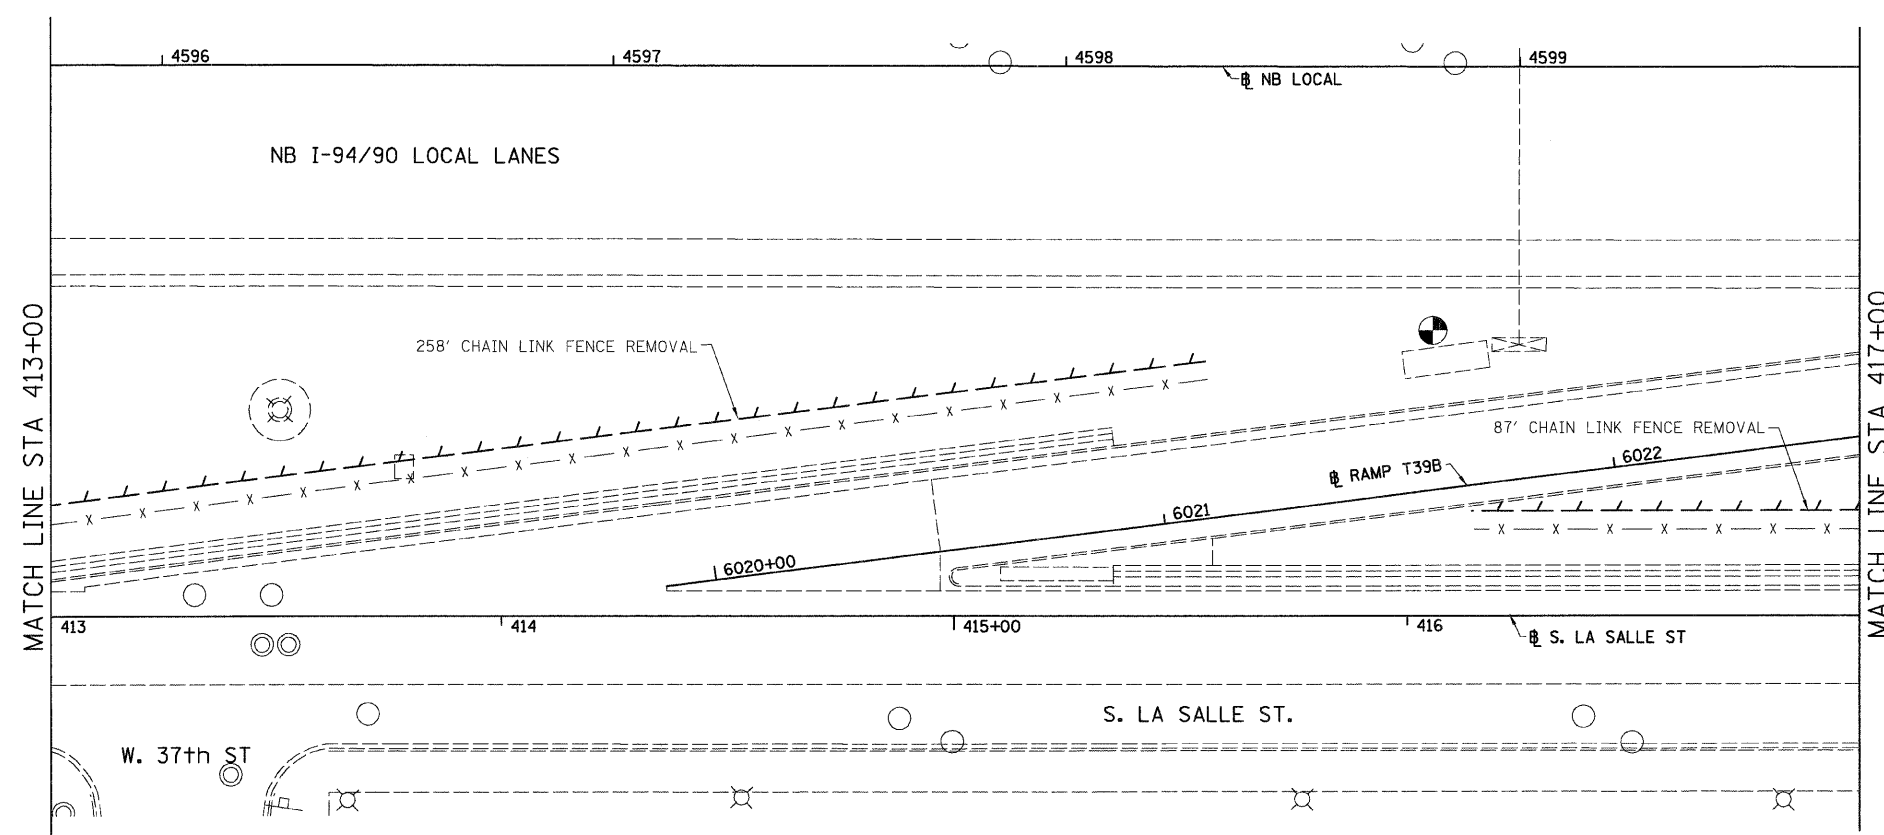 4596
4597
4598
4599
℄ NB LOCAL
NB I-94/90 LOCAL LANES
MATCH LINE STA 413+00
MATCH LINE STA 417+00
258' CHAIN LINK FENCE REMOVAL
87' CHAIN LINK FENCE REMOVAL
℄ RAMP T39B
6022
6021
6020+00
413
414
415+00
416
℄ S. LA SALLE ST
S. LA SALLE ST.
W. 37th ST